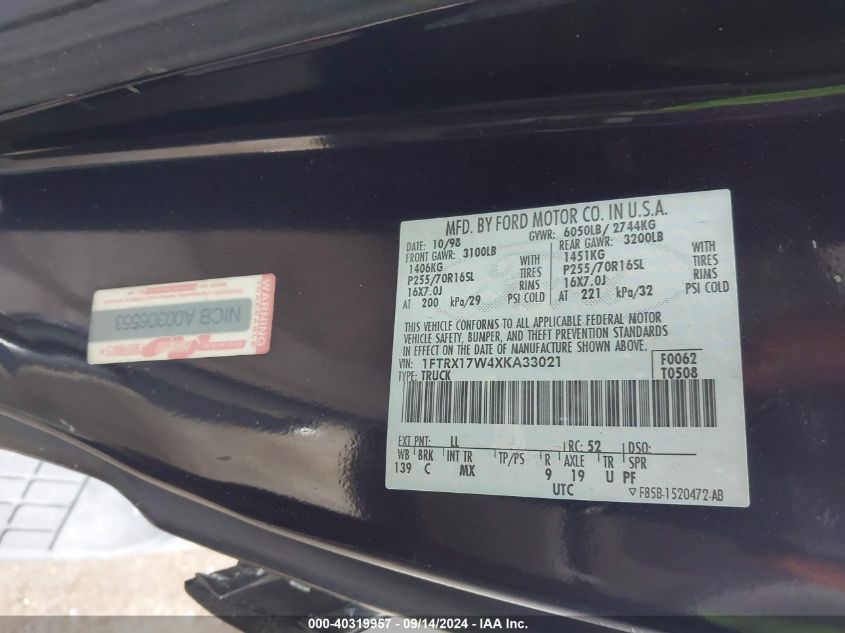 MFD. BY FORD MOTOR CO. IN U.S.A.
DATE: 10/98 GVWR: 6050LB/ 2744KG
FRONT GAWR: 3100LB REAR GAWR: 3200LB
1406KG WITH 1451KG WITH
P255/70R16SL TIRES P255/70R16SL TIRES
16X7.0J RIMS 16X7.0J RIMS
AT 200 kPa/29 PSI COLD AT 221 kPa/32 PSI COLD
THIS VEHICLE CONFORMS TO ALL APPLICABLE FEDERAL MOTOR
VEHICLE SAFETY, BUMPER, AND THEFT PREVENTION STANDARDS
IN EFFECT ON THE DATE OF MANUFACTURE SHOWN ABOVE.
VIN: 1FTRX17W4XKA33021 F0062
TYPE: TRUCK T0508
EXT PNT: LL RC: 52 DSO:
WB BRK INT TR TP/PS R AXLE TR SPR
139 C MX 9 19 U PF
UTC
F85B-1520472-AB
WARNING
NICB A00306553
000-40319957 - 09/14/2024 - IAAI.com